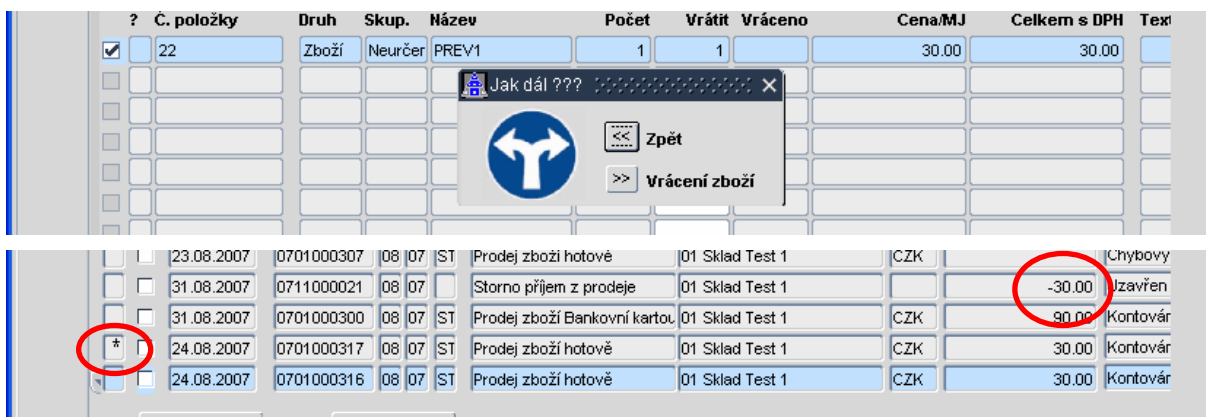 ? Č. položky Druh Skup. Název Počet Vrátit Vráceno Cena/MJ Celkem s DPH Text
22 Zboží Neurčer PREV1 1 1 30.00 30.00
Jak dál ???
<< Zpět
>> Vrácení zboží
23.08.2007 0701000307 08 07 ST Prodej zboží hotově 01 Sklad Test 1 CZK Chybový
31.08.2007 0711000021 08 07 Storno příjem z prodeje 01 Sklad Test 1 -30.00 Uzavřen
31.08.2007 0701000300 08 07 ST Prodej zboží Bankovní kartou 01 Sklad Test 1 CZK 90.00 Kontován
* 24.08.2007 0701000317 08 07 ST Prodej zboží hotově 01 Sklad Test 1 CZK 30.00 Kontován
24.08.2007 0701000316 08 07 ST Prodej zboží hotově 01 Sklad Test 1 CZK 30.00 Kontován